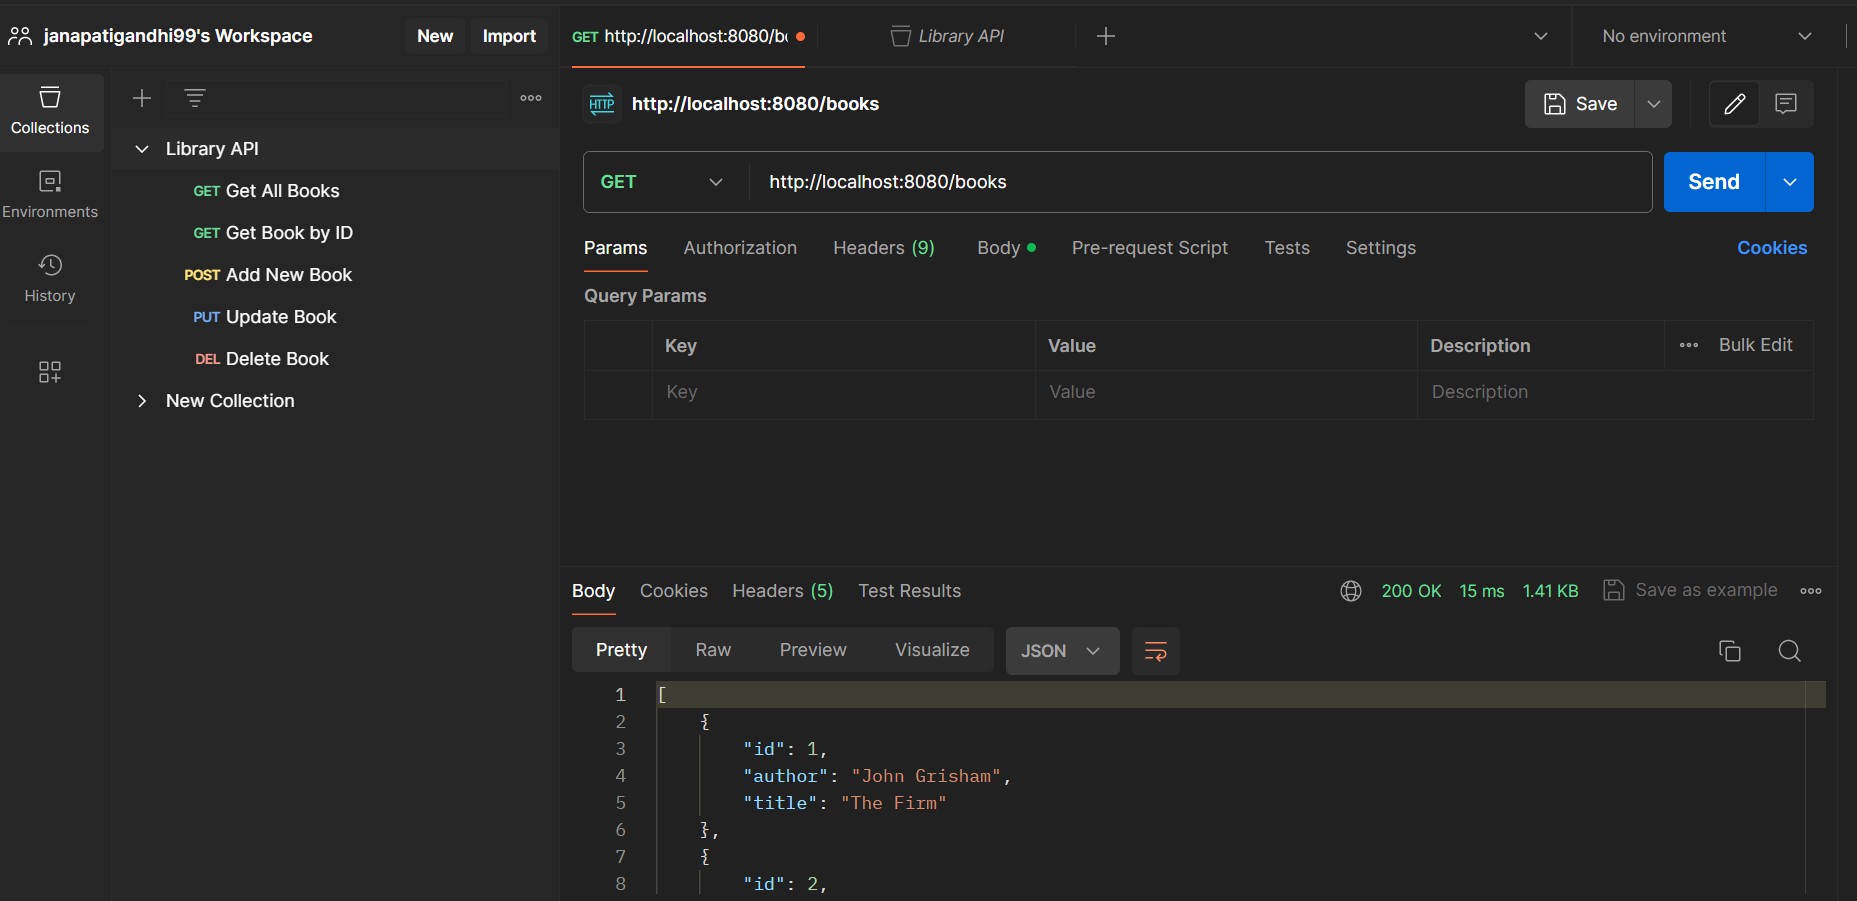 janapatigandhi99's Workspace
New
Import
GET http://localhost:8080/b
Library API
No environment
Collections
Environments
History
Library API
GET Get All Books
GET Get Book by ID
POST Add New Book
PUT Update Book
DEL Delete Book
New Collection
HTTP http://localhost:8080/books
Save
GET http://localhost:8080/books
Send
Params Authorization Headers (9) Body Pre-request Script Tests Settings Cookies
Query Params
Key Value Description Bulk Edit
Key Value Description
Body Cookies Headers (5) Test Results 200 OK 15 ms 1.41 KB Save as example
Pretty Raw Preview Visualize JSON
1 [
2 {
3 "id": 1,
4 "author": "John Grisham",
5 "title": "The Firm"
6 },
7 {
8 "id": 2,